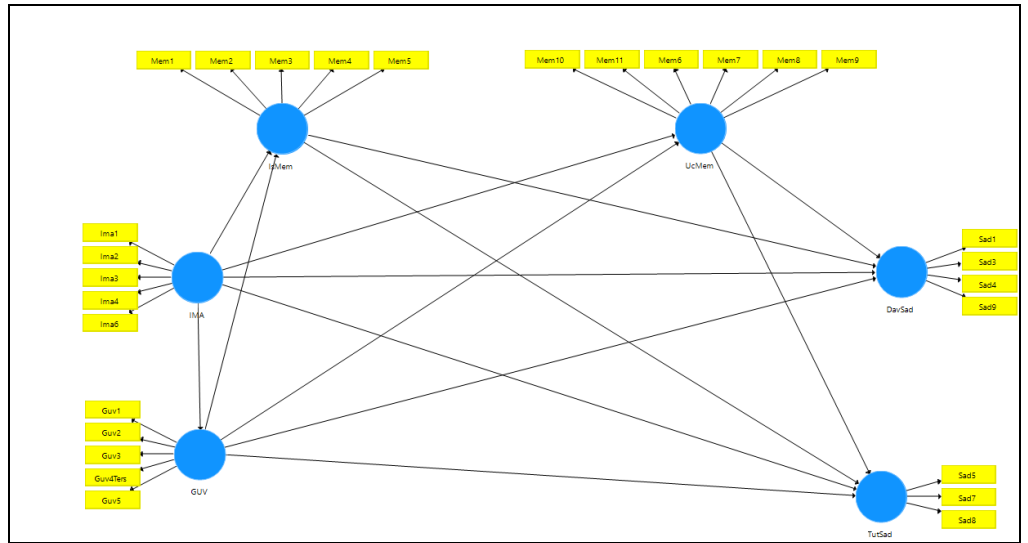 Mem1 Mem2 Mem3 Mem4 Mem5
Mem10 Mem11 Mem6 Mem7 Mem8 Mem9
IsMem
UcMem
Ima1
Ima2
Ima3
Ima4
Ima6
IMA
Sad1
Sad3
Sad4
Sad9
DavSad
Guv1
Guv2
Guv3
Guv4Ters
Guv5
GUV
Sad5
Sad7
Sad8
TutSad